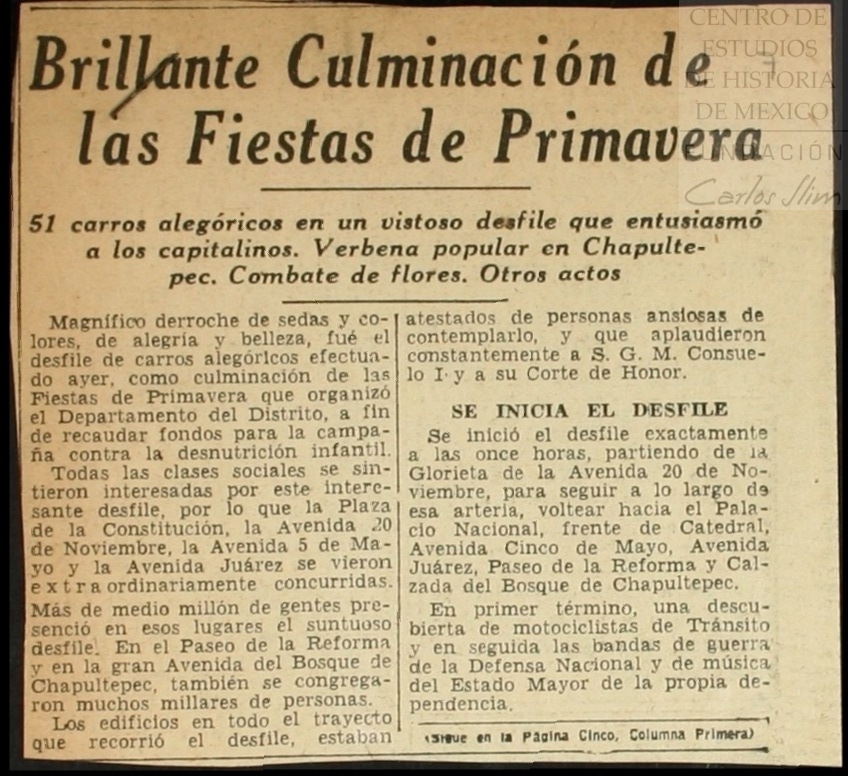 Brillante Culminación de
las Fiestas de Primavera
51 carros alegóricos en un vistoso desfile que entusiasmó
a los capitalinos. Verbena popular en Chapulte-
pec. Combate de flores. Otros actos
Magnífico derroche de sedas y co-
lores, de alegría y belleza, fué el
desfile de carros alegóricos efectua-
do ayer, como culminación de las
Fiestas de Primavera que organizó
el Departamento del Distrito, a fin
de recaudar fondos para la campa-
ña contra la desnutrición infantil.
Todas las clases sociales se sin-
tieron interesadas por este intere-
sante desfile, por lo que la Plaza
de la Constitución, la Avenida 20
de Noviembre, la Avenida 5 de Ma-
yo y la Avenida Juárez se vieron
extraordinariamente concurridas.
Más de medio millón de gentes pre-
senció en esos lugares el suntuoso
desfile. En el Paseo de la Reforma
y en la gran Avenida del Bosque de
Chapultepec, también se congrega-
ron muchos millares de personas.
Los edificios en todo el trayecto
que recorrió el desfile, estaban
atestados de personas ansiosas de
contemplarlo, y que aplaudieron
constantemente a S. G. M. Consue-
lo I y a su Corte de Honor.
SE INICIA EL DESFILE
Se inició el desfile exactamente
a las once horas, partiendo de la
Glorieta de la Avenida 20 de No-
viembre, para seguir a lo largo de
esa arteria, voltear hacia el Pala-
cio Nacional, frente de Catedral,
Avenida Cinco de Mayo, Avenida
Juárez, Paseo de la Reforma y Cal-
zada del Bosque de Chapultepec.
En primer término, una descu-
bierta de motociclistas de Tránsito
y en seguida las bandas de guerra
de la Defensa Nacional y de música
del Estado Mayor de la propia de-
pendencia.
(Sigue en la Página Cinco, Columna Primera)
CENTRO DE
ESTUDIOS
DE HISTORIA
DE MEXICO
FUNDACIÓN
Carlos Slim
7